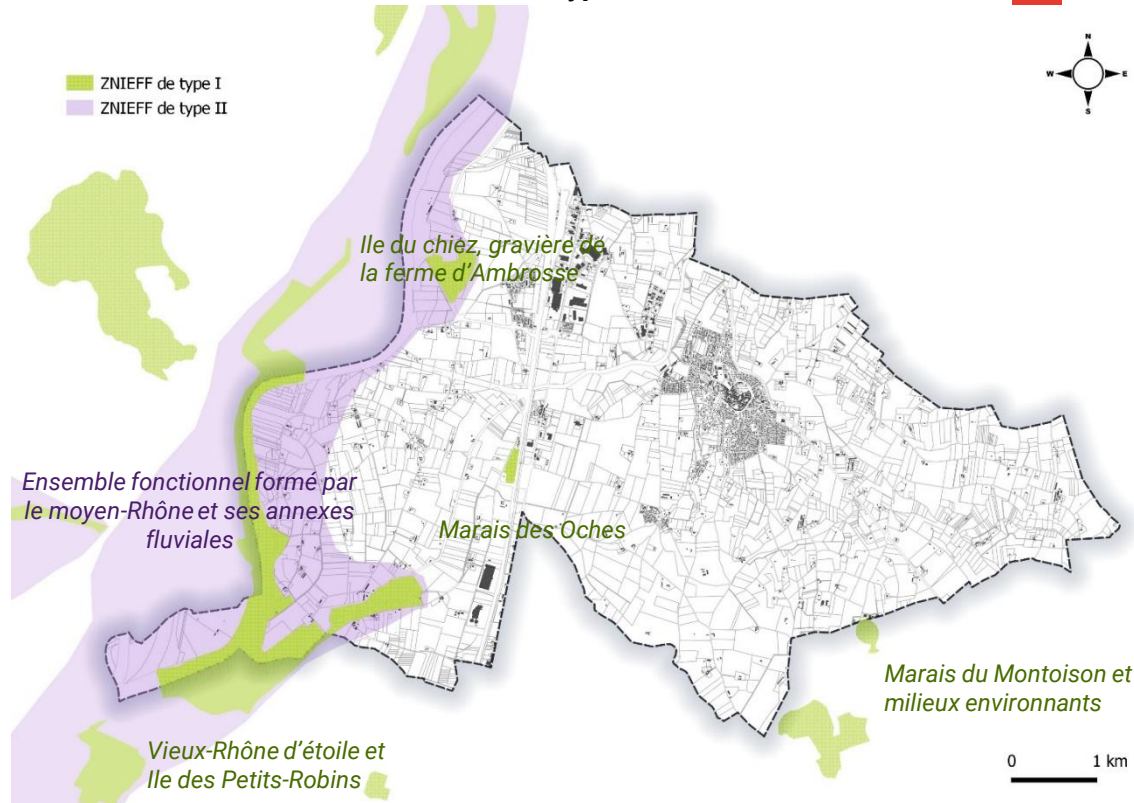 ZNIEFF de type I
ZNIEFF de type II
N
W
E
S
Ile du chiez, gravière de
la ferme d'Ambrosse
Ensemble fonctionnel formé par
le moyen-Rhône et ses annexes
fluviales
Marais des Oches
Marais du Montoison et
milieux environnants
Vieux-Rhône d'étoile et
Ile des Petits-Robins
0 1 km